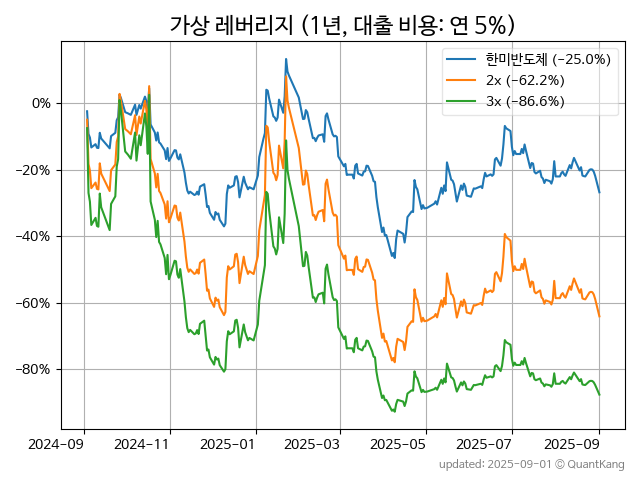 가상 레버리지 (1년, 대출 비용: 연 5%)
한미반도체 (−25.0%)
2x (−62.2%)
3x (−86.6%)
0%
−20%
−40%
−60%
−80%
2024-09 2024-11 2025-01 2025-03 2025-05 2025-07 2025-09
updated: 2025-09-01 © QuantKang